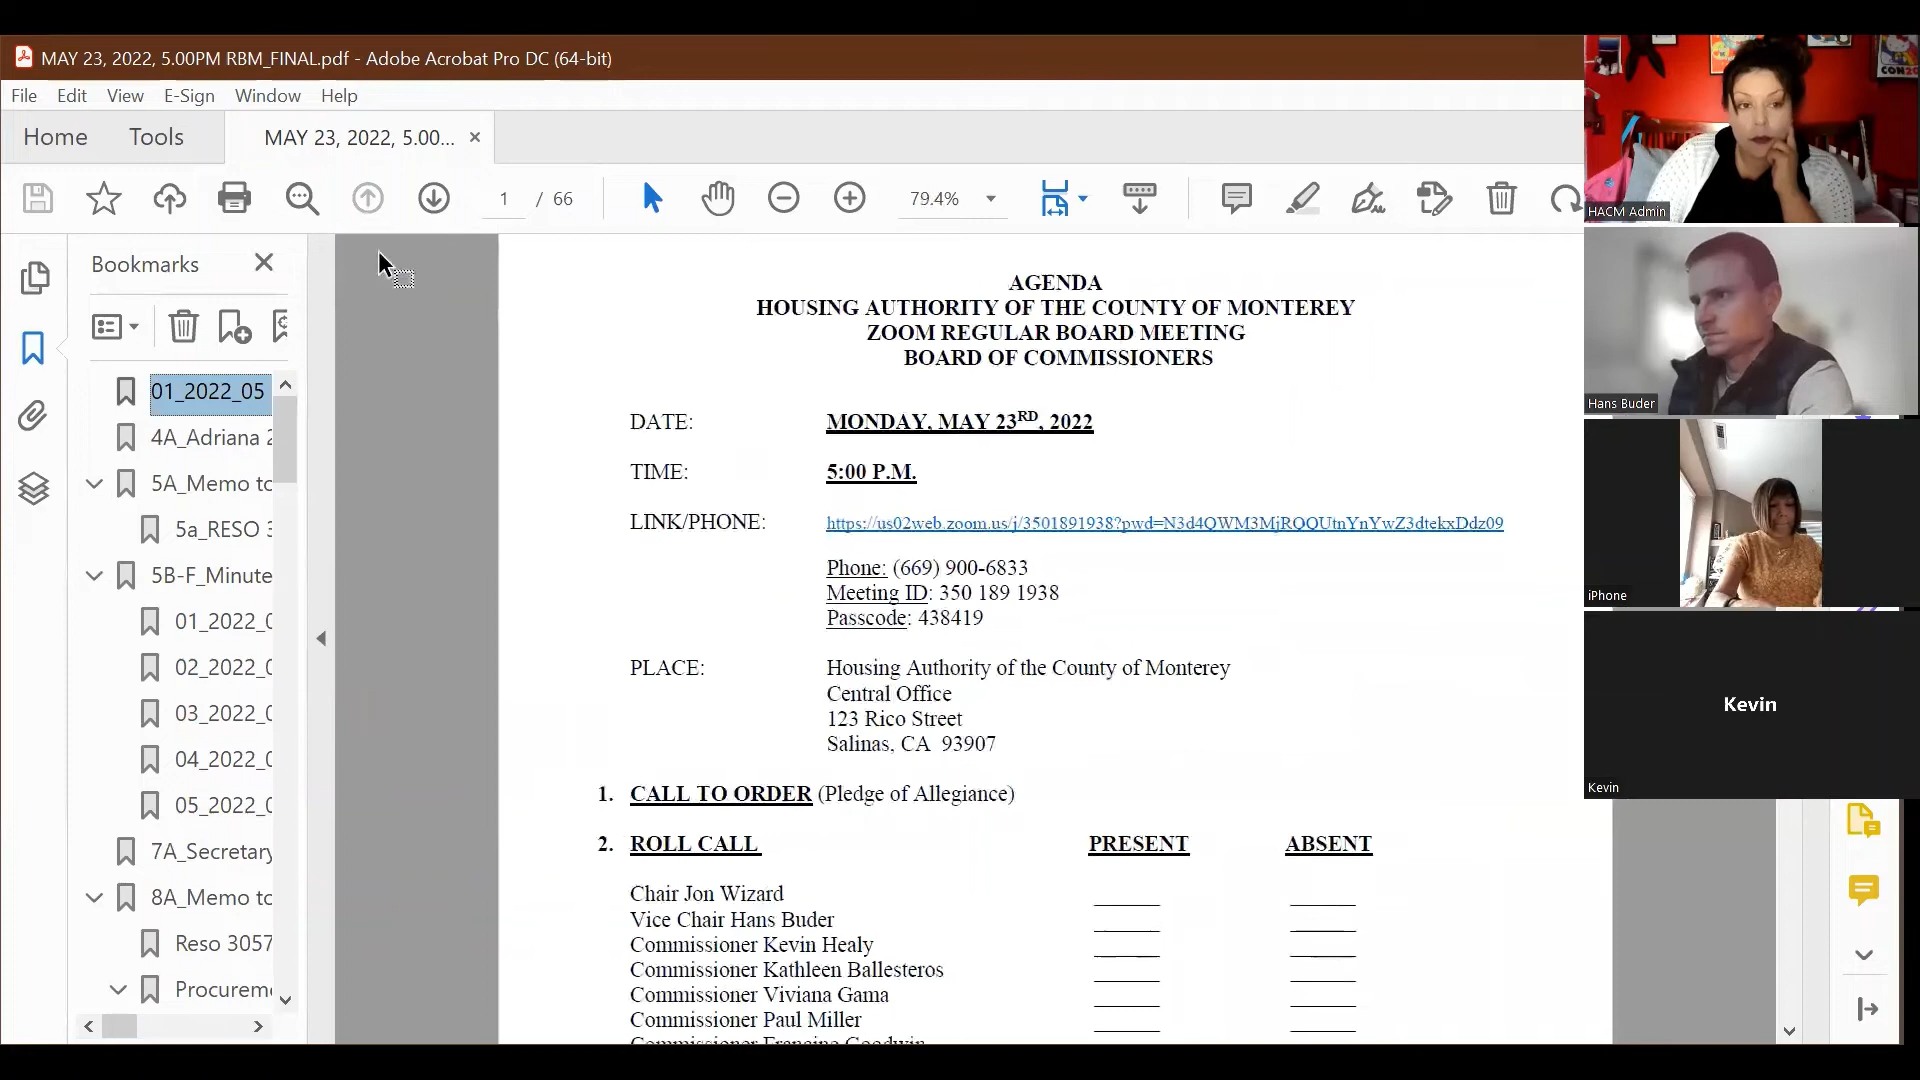 MAY 23, 2022, 5.00PM RBM_FINAL.pdf - Adobe Acrobat Pro DC (64-bit)
File Edit View E-Sign Window Help
Home Tools MAY 23, 2022, 5.00... ×
1 / 66 79.4%
Bookmarks
01_2022_05
4A_Adriana
5A_Memo to
5a_RESO
5B-F_Minute
01_2022_0
02_2022_0
03_2022_0
04_2022_0
05_2022_0
7A_Secretary
8A_Memo to
Reso 3057
Procurem
AGENDA
HOUSING AUTHORITY OF THE COUNTY OF MONTEREY
ZOOM REGULAR BOARD MEETING
BOARD OF COMMISSIONERS
DATE: MONDAY, MAY 23RD, 2022
TIME: 5:00 P.M.
LINK/PHONE: https://us02web.zoom.us/j/3501891938?pwd=N3d4QWM3MjRQQUtnYnYwZ3dtekxDdz09
Phone: (669) 900-6833
Meeting ID: 350 189 1938
Passcode: 438419
PLACE: Housing Authority of the County of Monterey
Central Office
123 Rico Street
Salinas, CA 93907
1. CALL TO ORDER (Pledge of Allegiance)
2. ROLL CALL PRESENT ABSENT
Chair Jon Wizard
Vice Chair Hans Buder
Commissioner Kevin Healy
Commissioner Kathleen Ballesteros
Commissioner Viviana Gama
Commissioner Paul Miller
Commissioner Francine Goodwin
HACM Admin
Hans Buder
iPhone
Kevin
Kevin